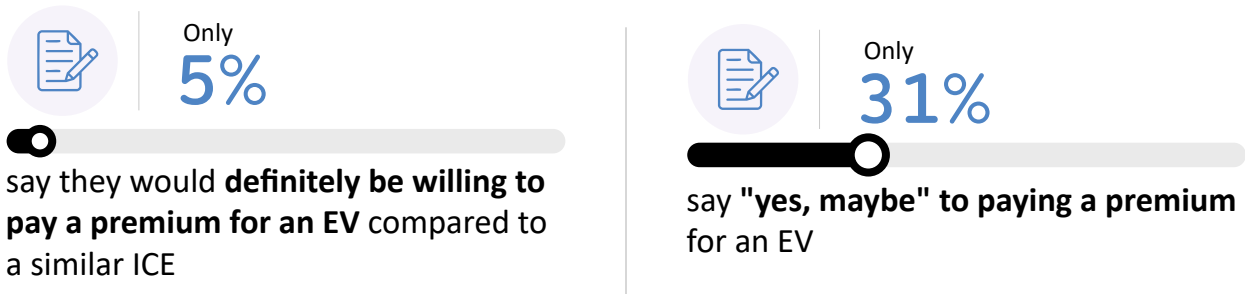 Only
5%
say they would definitely be willing to
pay a premium for an EV compared to
a similar ICE
Only
31%
say "yes, maybe" to paying a premium
for an EV